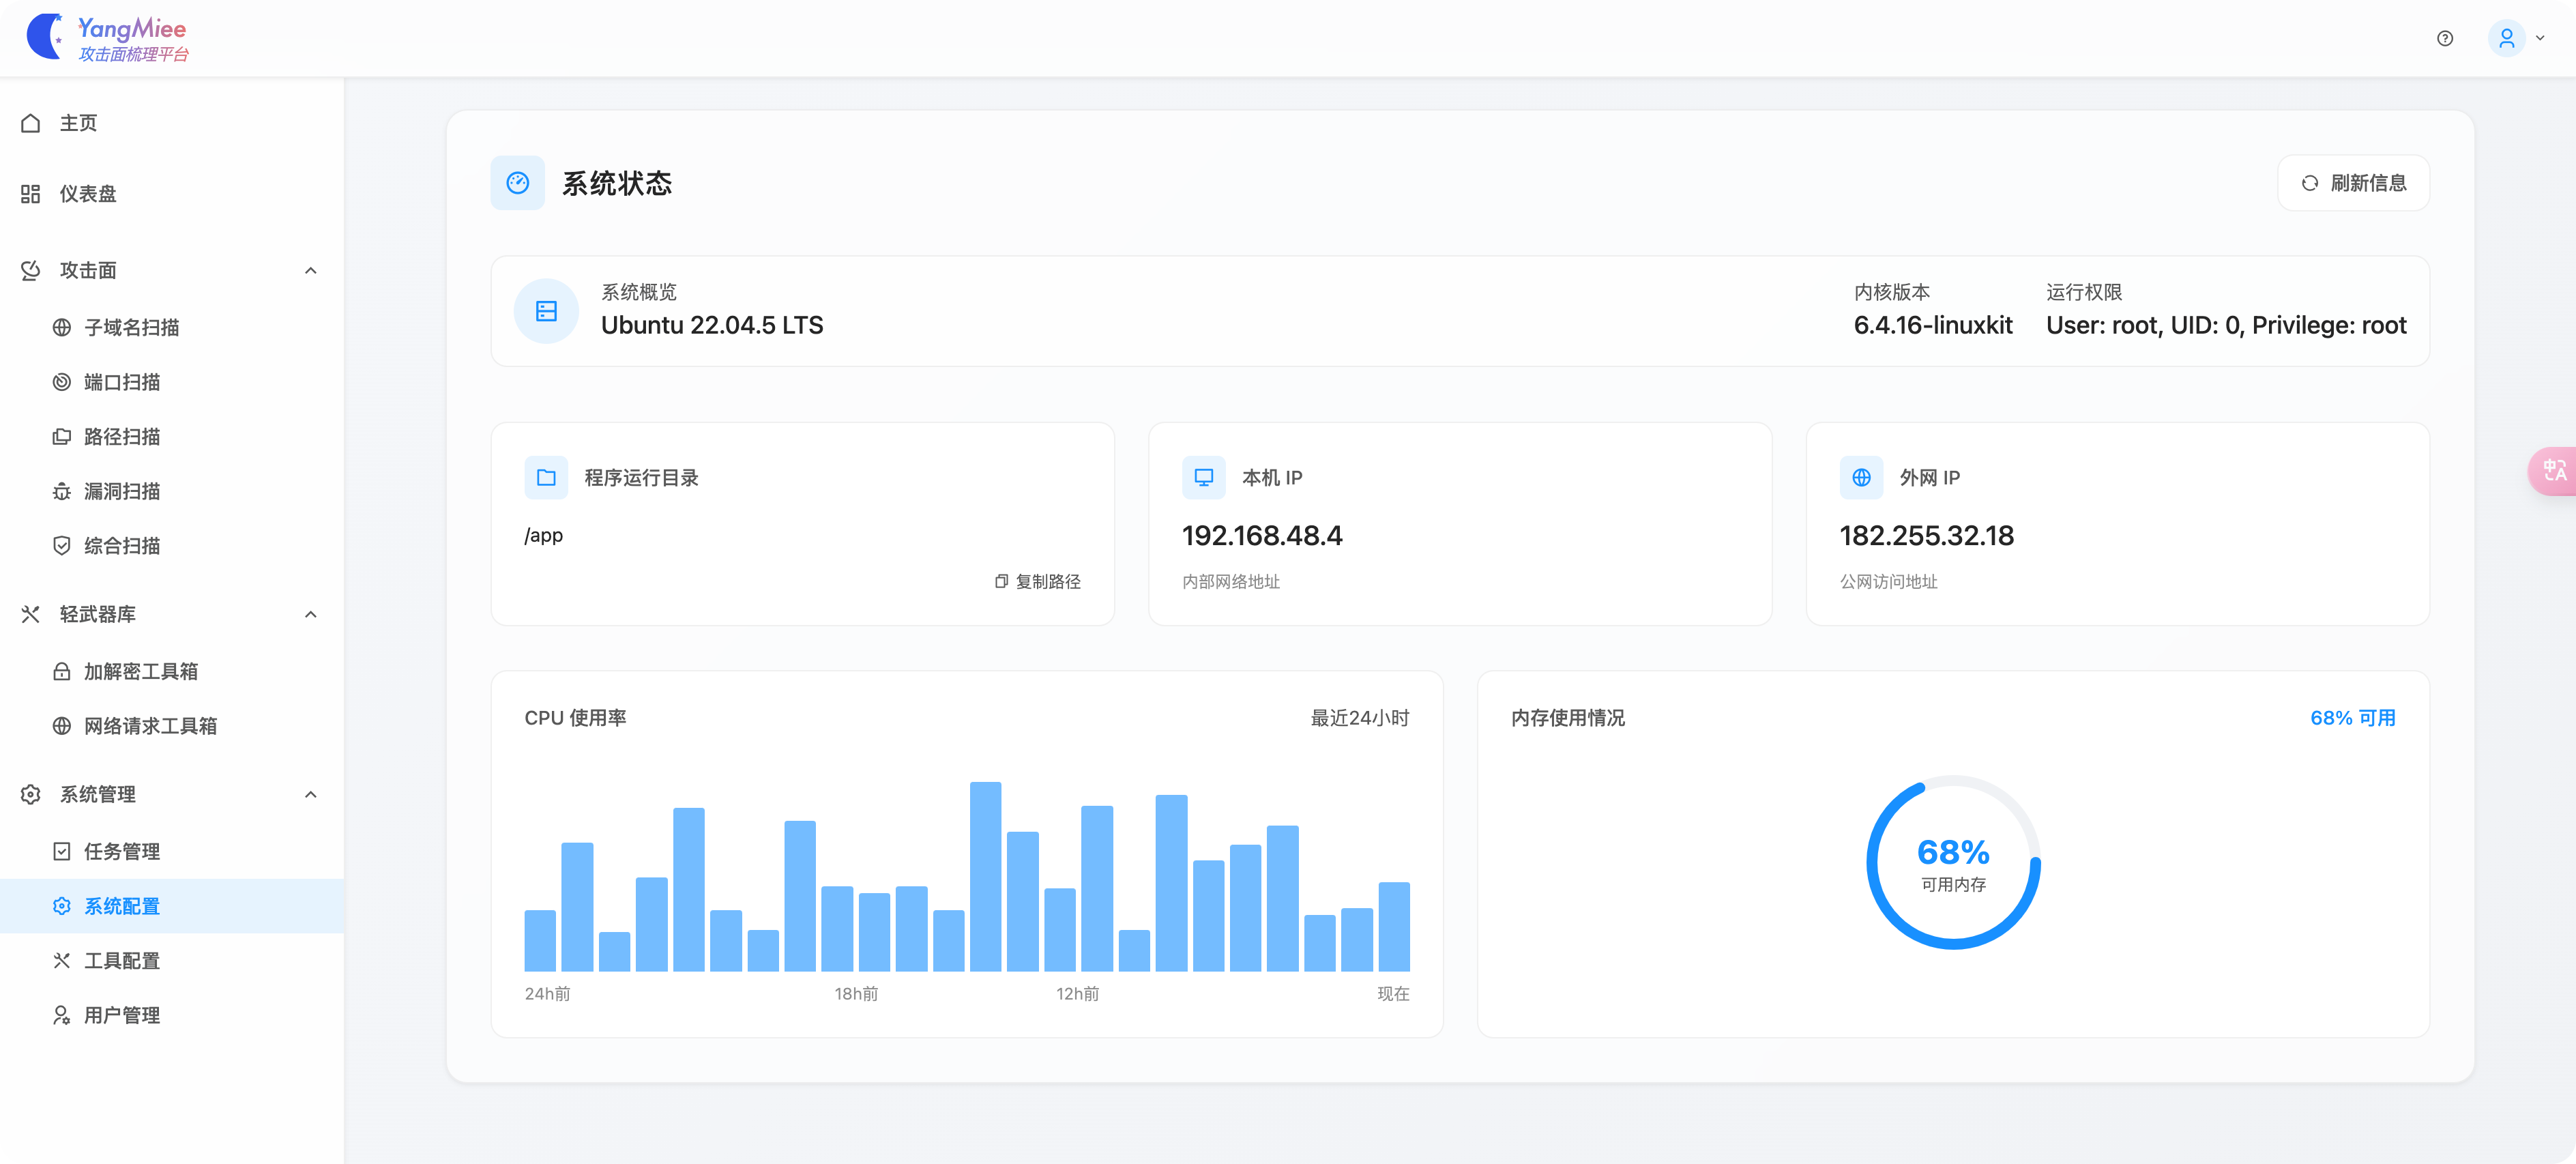 YangMiee
攻击面梳理平台
主页
仪表盘
攻击面
子域名扫描
端口扫描
路径扫描
漏洞扫描
综合扫描
轻武器库
加解密工具箱
网络请求工具箱
系统管理
任务管理
系统配置
工具配置
用户管理
系统状态
刷新信息
系统概览
Ubuntu 22.04.5 LTS
内核版本
6.4.16-linuxkit
运行权限
User: root, UID: 0, Privilege: root
程序运行目录
/app
复制路径
本机 IP
192.168.48.4
内部网络地址
外网 IP
182.255.32.18
公网访问地址
CPU 使用率
最近24小时
24h前
18h前
12h前
现在
内存使用情况
68% 可用
68%
可用内存
中A